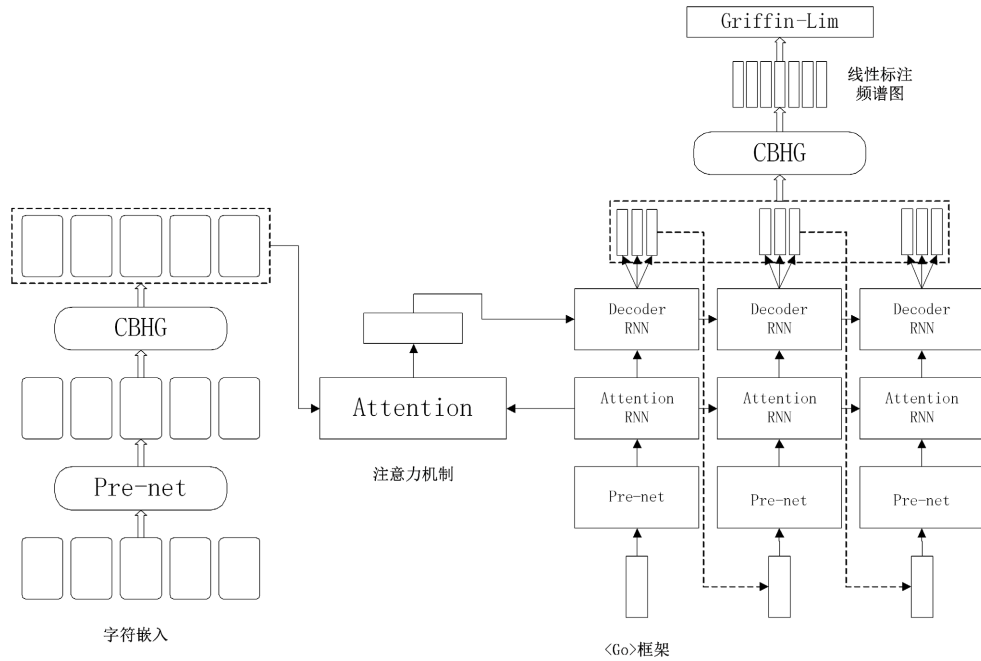 Griffin-Lim
线性标注
频谱图
CBHG
CBHG
Decoder
RNN
Decoder
RNN
Decoder
RNN
Attention
Attention
RNN
Attention
RNN
Attention
RNN
注意力机制
Pre-net
Pre-net
Pre-net
Pre-net
字符嵌入
<Go>框架